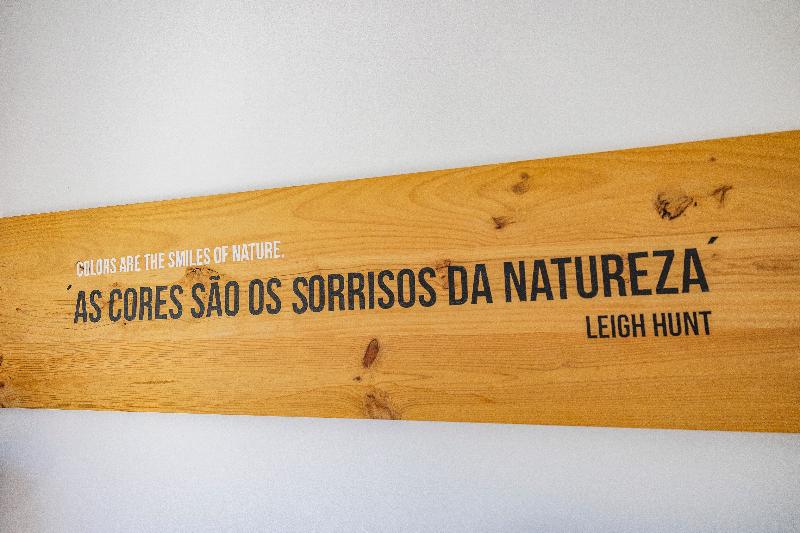 COLORS ARE THE SMILES OF NATURE.
´AS CORES SÃO OS SORRISOS DA NATUREZA´
LEIGH HUNT